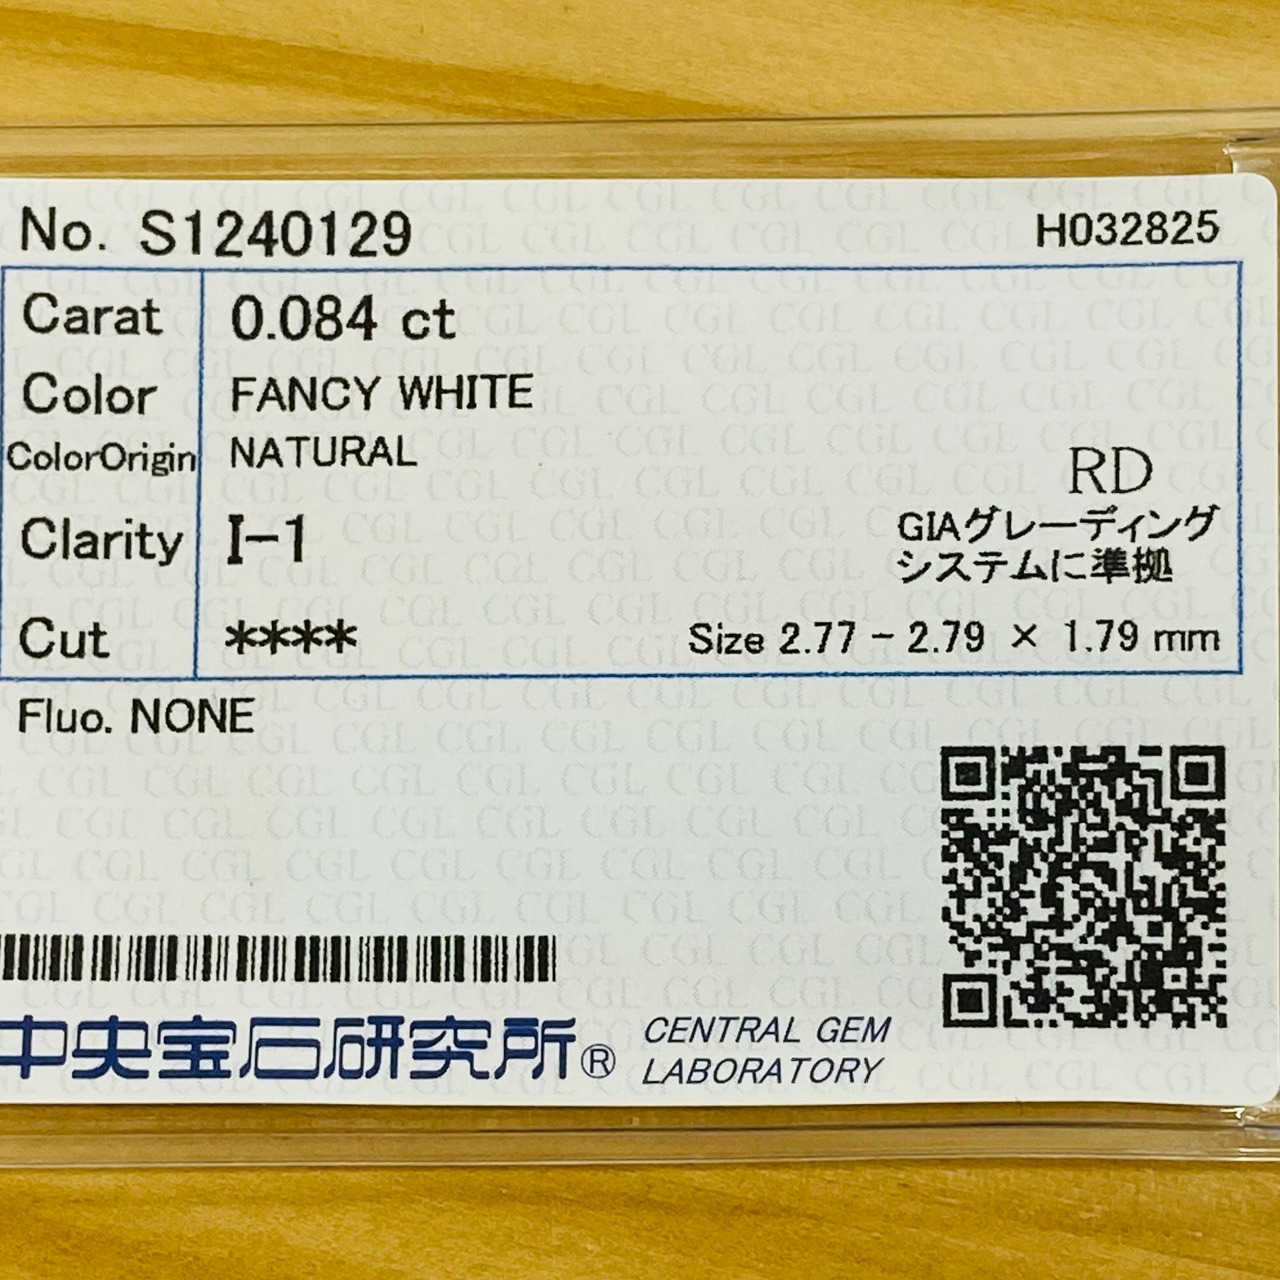 No. S1240129 H032825
Carat 0.084 ct
Color FANCY WHITE
ColorOrigin NATURAL
RD
Clarity I-1
GIAグレーディング
システムに準拠
Cut **** Size 2.77 - 2.79 × 1.79 mm
Fluo. NONE
中央宝石研究所® CENTRAL GEM
LABORATORY
CGL